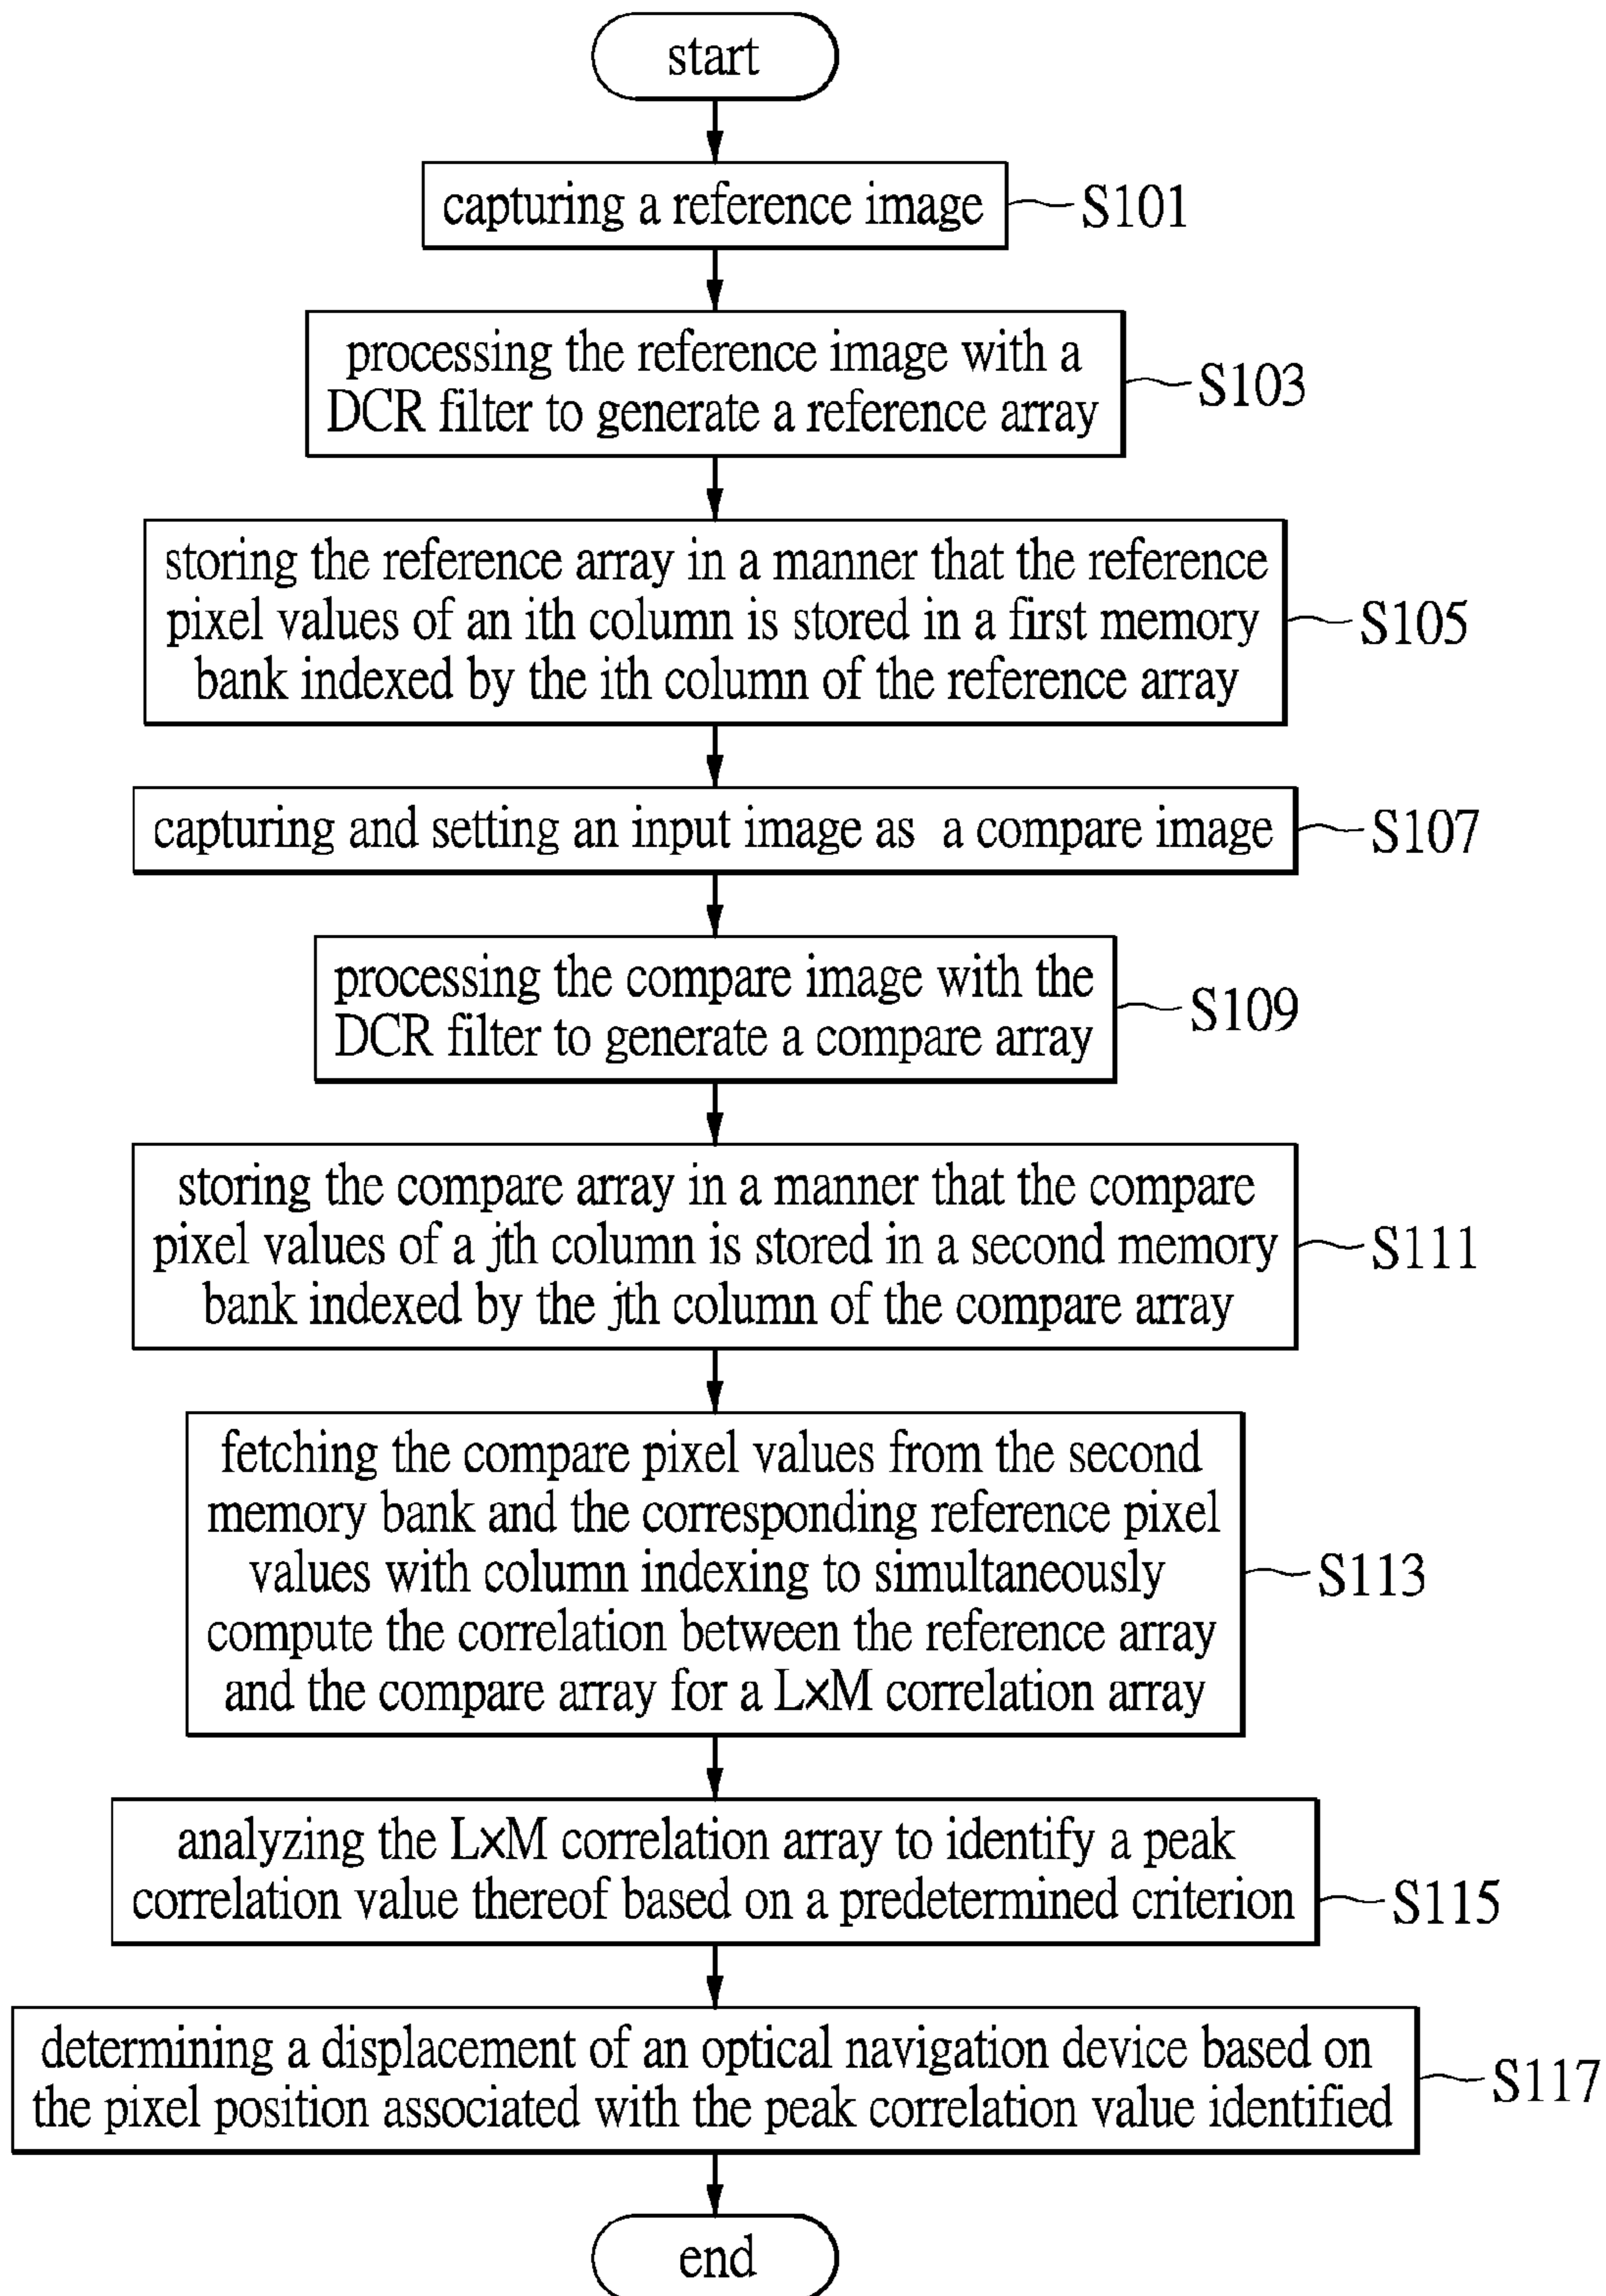 start
capturing a reference image
S101
processing the reference image with a
DCR filter to generate a reference array
S103
storing the reference array in a manner that the reference
pixel values of an ith column is stored in a first memory
bank indexed by the ith column of the reference array
S105
capturing and setting an input image as a compare image
S107
processing the compare image with the
DCR filter to generate a compare array
S109
storing the compare array in a manner that the compare
pixel values of a jth column is stored in a second memory
bank indexed by the jth column of the compare array
S111
fetching the compare pixel values from the second
memory bank and the corresponding reference pixel
values with column indexing to simultaneously
compute the correlation between the reference array
and the compare array for a L×M correlation array
S113
analyzing the L×M correlation array to identify a peak
correlation value thereof based on a predetermined criterion
S115
determining a displacement of an optical navigation device based on
the pixel position associated with the peak correlation value identified
S117
end